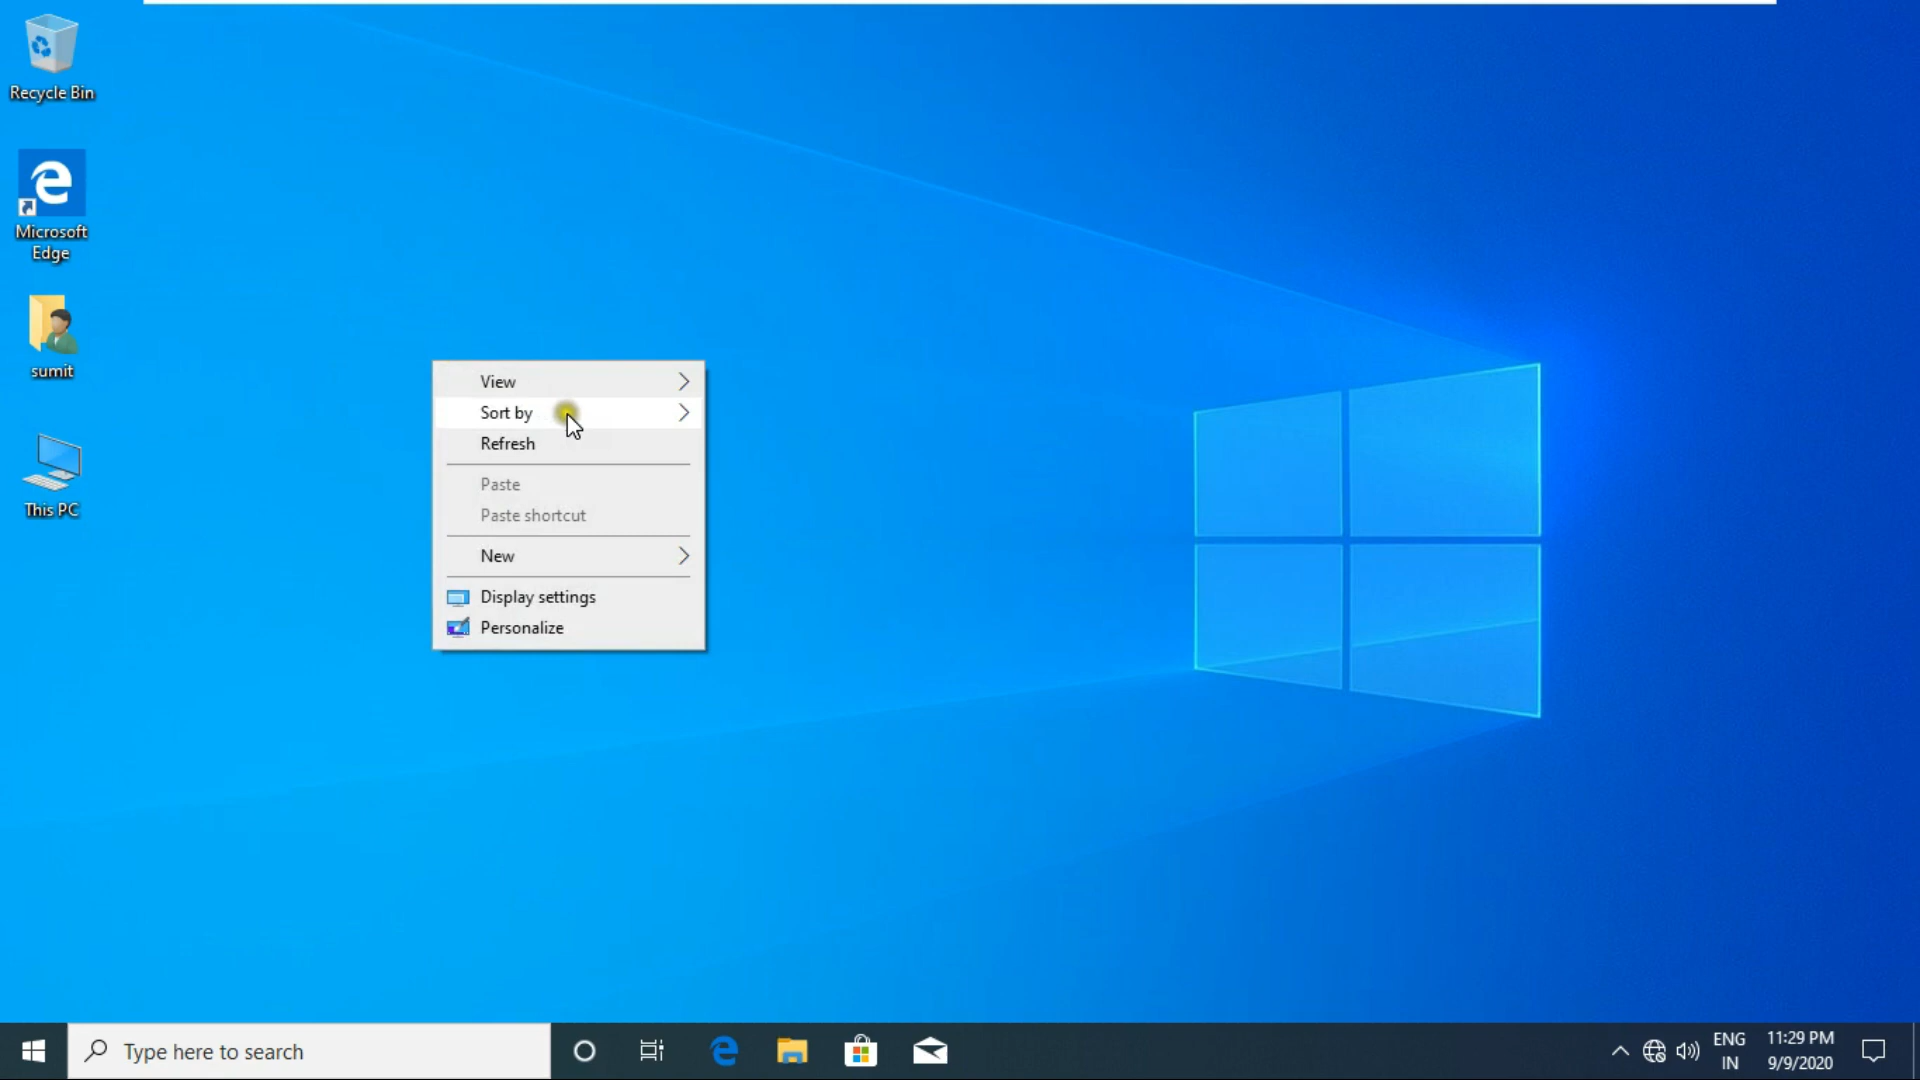 Recycle Bin
Microsoft
Edge
sumit
This PC
View
Sort by
Refresh
Paste
Paste shortcut
New
Display settings
Personalize
Type here to search
ENG
IN
11:29 PM
9/9/2020